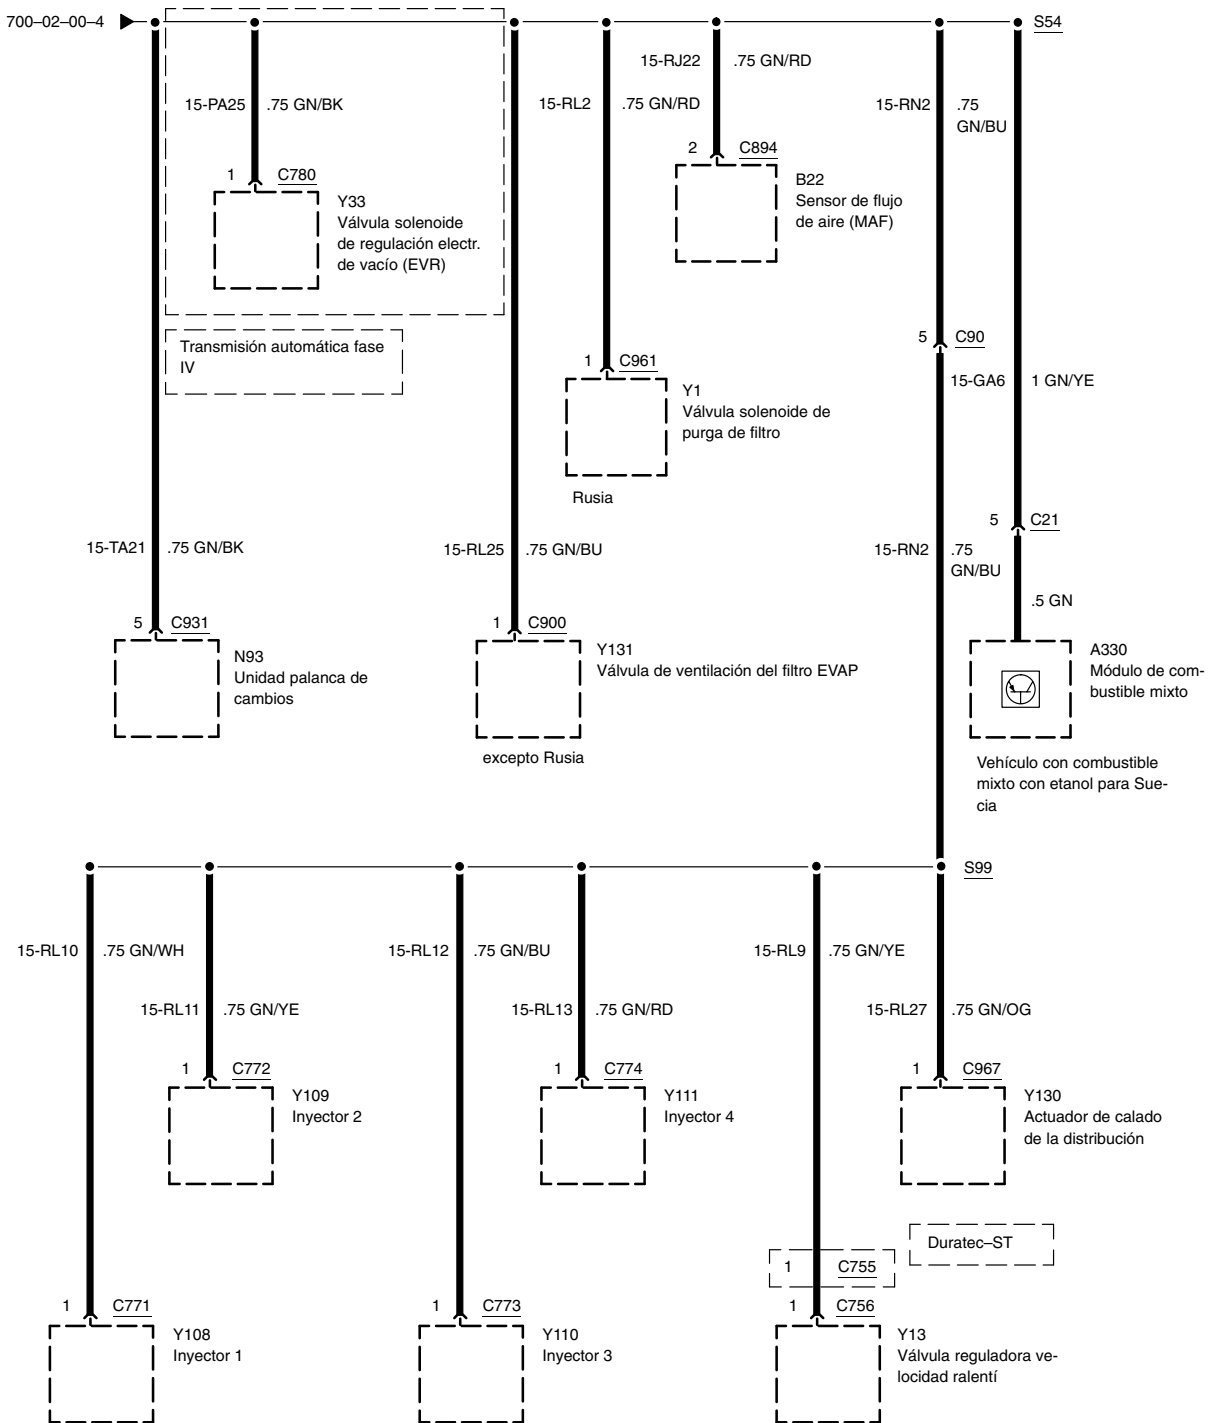 700–02–00–4
S54
15-RJ22 .75 GN/RD
15-PA25 .75 GN/BK
15-RL2 .75 GN/RD
15-RN2 .75
GN/BU
2 C894
1 C780
B22
Sensor de flujo
de aire (MAF)
Y33
Válvula solenoide
de regulación electr.
de vacío (EVR)
Transmisión automática fase
IV
5 C90
1 C961
15-GA6 1 GN/YE
Y1
Válvula solenoide de
purga de filtro
Rusia
5 C21
15-TA21 .75 GN/BK
15-RL25 .75 GN/BU
15-RN2 .75
GN/BU
.5 GN
5 C931
1 C900
N93
Unidad palanca de
cambios
Y131
Válvula de ventilación del filtro EVAP
A330
Módulo de com-
bustible mixto
excepto Rusia
Vehículo con combustible
mixto con etanol para Sue-
cia
S99
15-RL10 .75 GN/WH
15-RL12 .75 GN/BU
15-RL9 .75 GN/YE
15-RL11 .75 GN/YE
15-RL13 .75 GN/RD
15-RL27 .75 GN/OG
1 C772
1 C774
1 C967
Y109
Inyector 2
Y111
Inyector 4
Y130
Actuador de calado
de la distribución
Duratec–ST
1 C755
1 C771
1 C773
1 C756
Y108
Inyector 1
Y110
Inyector 3
Y13
Válvula reguladora ve-
locidad ralentí